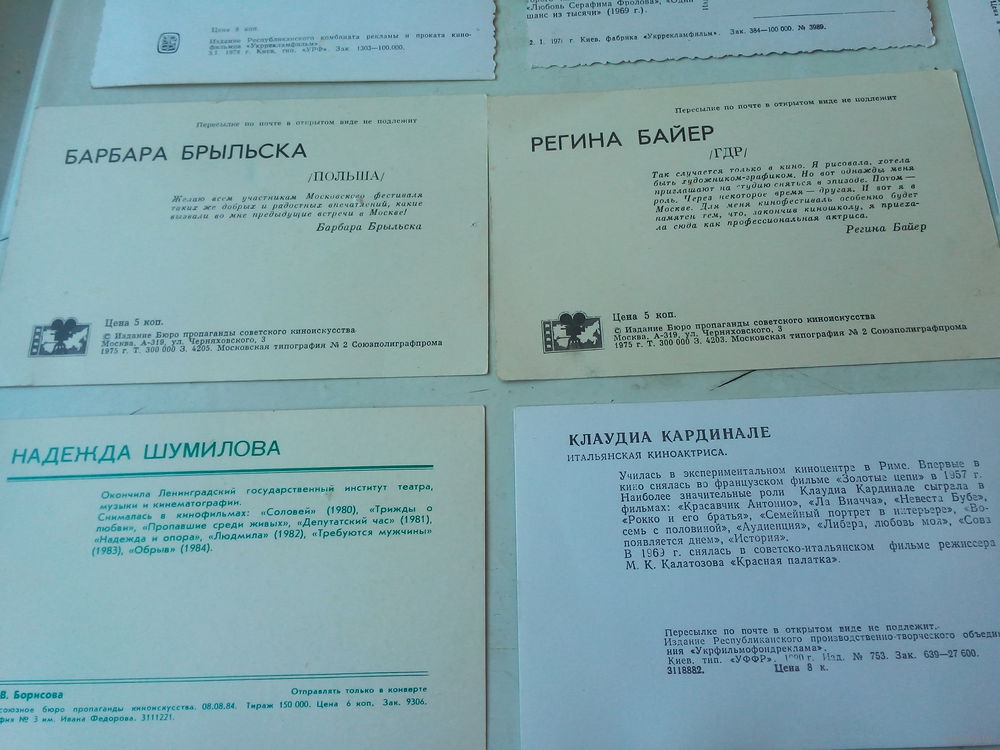 Цена 8 коп.
Издание Республиканского комбината рекламы и проката кино-
фильмов «Укррекламфильм».
г. Киев, тип. «УРФ». Зак. 1303—100.000.
«Любовь Серафима Фролова», «Один
шанс из тысячи» (1969 г.).
г. Киев, фабрика «Укррекламфильм». Зак. 384—100 000. № 3989.
Пересылке по почте в открытом виде не подлежит
БАРБАРА БРЫЛЬСКА
/ПОЛЬША/
Желаю всем участникам Московского фестиваля
таких же добрых и радостных впечатлений, какие
вызвали во мне предыдущие встречи в Москве!
Барбара Брыльска
Цена 5 коп.
© Издание Бюро пропаганды советского киноискусства
Москва, А-319, ул. Черняховского, 3
1975 г. Т. 300 000 З. 4205. Московская типография № 2 Союзполиграфпрома
Пересылке по почте в открытом виде не подлежит
РЕГИНА БАЙЕР
/ГДР/
Так случается только в кино. Я рисовала, хотела
быть художником-графиком. Но вот однажды меня
приглашают на студию сняться в эпизоде. Потом —
роль. Через некоторое время — другая. И вот я в
Москве. Для меня кинофестиваль особенно будет
памятен тем, что, закончив киношколу, я приеха-
ла сюда как профессиональная актриса.
Регина Байер
Цена 5 коп.
© Издание Бюро пропаганды советского киноискусства
Москва, А-319, ул. Черняховского, 3
1975 г. Т. 300 000 З. 4203. Московская типография № 2 Союзполиграфпрома
НАДЕЖДА ШУМИЛОВА
Окончила Ленинградский государственный институт театра,
музыки и кинематографии.
Снималась в кинофильмах: «Соловей» (1980), «Трижды о
любви», «Пропавшие среди живых», «Депутатский час» (1981),
«Надежда и опора», «Людмила» (1982), «Требуются мужчины»
(1983), «Обрыв» (1984).
В. Борисова
Отправлять только в конверте
союзное бюро пропаганды киноискусства. 08.08.84. Тираж 150 000. Цена 6 коп. Зак. 9306.
фия № 3 им. Ивана Федорова. 3111221.
КЛАУДИА КАРДИНАЛЕ
ИТАЛЬЯНСКАЯ КИНОАКТРИСА.
Училась в экспериментальном киноцентре в Риме. Впервые в
кино снялась во французском фильме «Золотые цепи» в 1957 г.
Наиболее значительные роли Клаудиа Кардинале сыграла в
фильмах: «Красавчик Антонио», «Ла Виачча», «Невеста Бубе»,
«Рокко и его братья», «Семейный портрет в интерьере», «Во-
семь с половиной», «Аудиенция», «Либера, любовь моя», «Сова
появляется днем», «История».
В 1969 г. снялась в советско-итальянском фильме режиссера
М. К. Калатозова «Красная палатка».
Пересылке по почте в открытом виде не подлежит.
Издание Республиканского производственно-творческого объедин
ния «Укрфильмофондреклама».
Киев, тип. «УФФР». 1990 г. Изд. № 753. Зак. 639—27 600.
3118882. Цена 8 к.